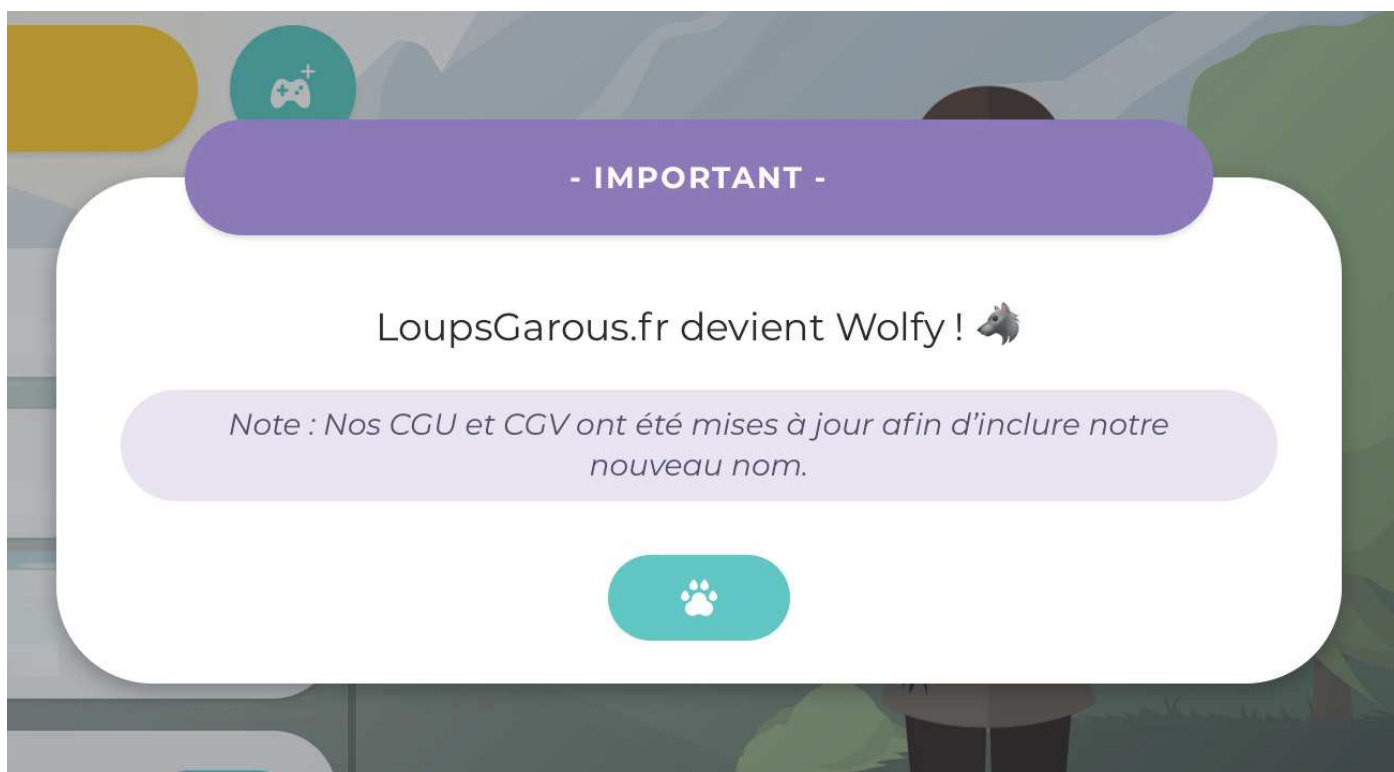 - IMPORTANT -
LoupsGarous.fr devient Wolfy ! 🐺
Note : Nos CGU et CGV ont été mises à jour afin d’inclure notre
nouveau nom.